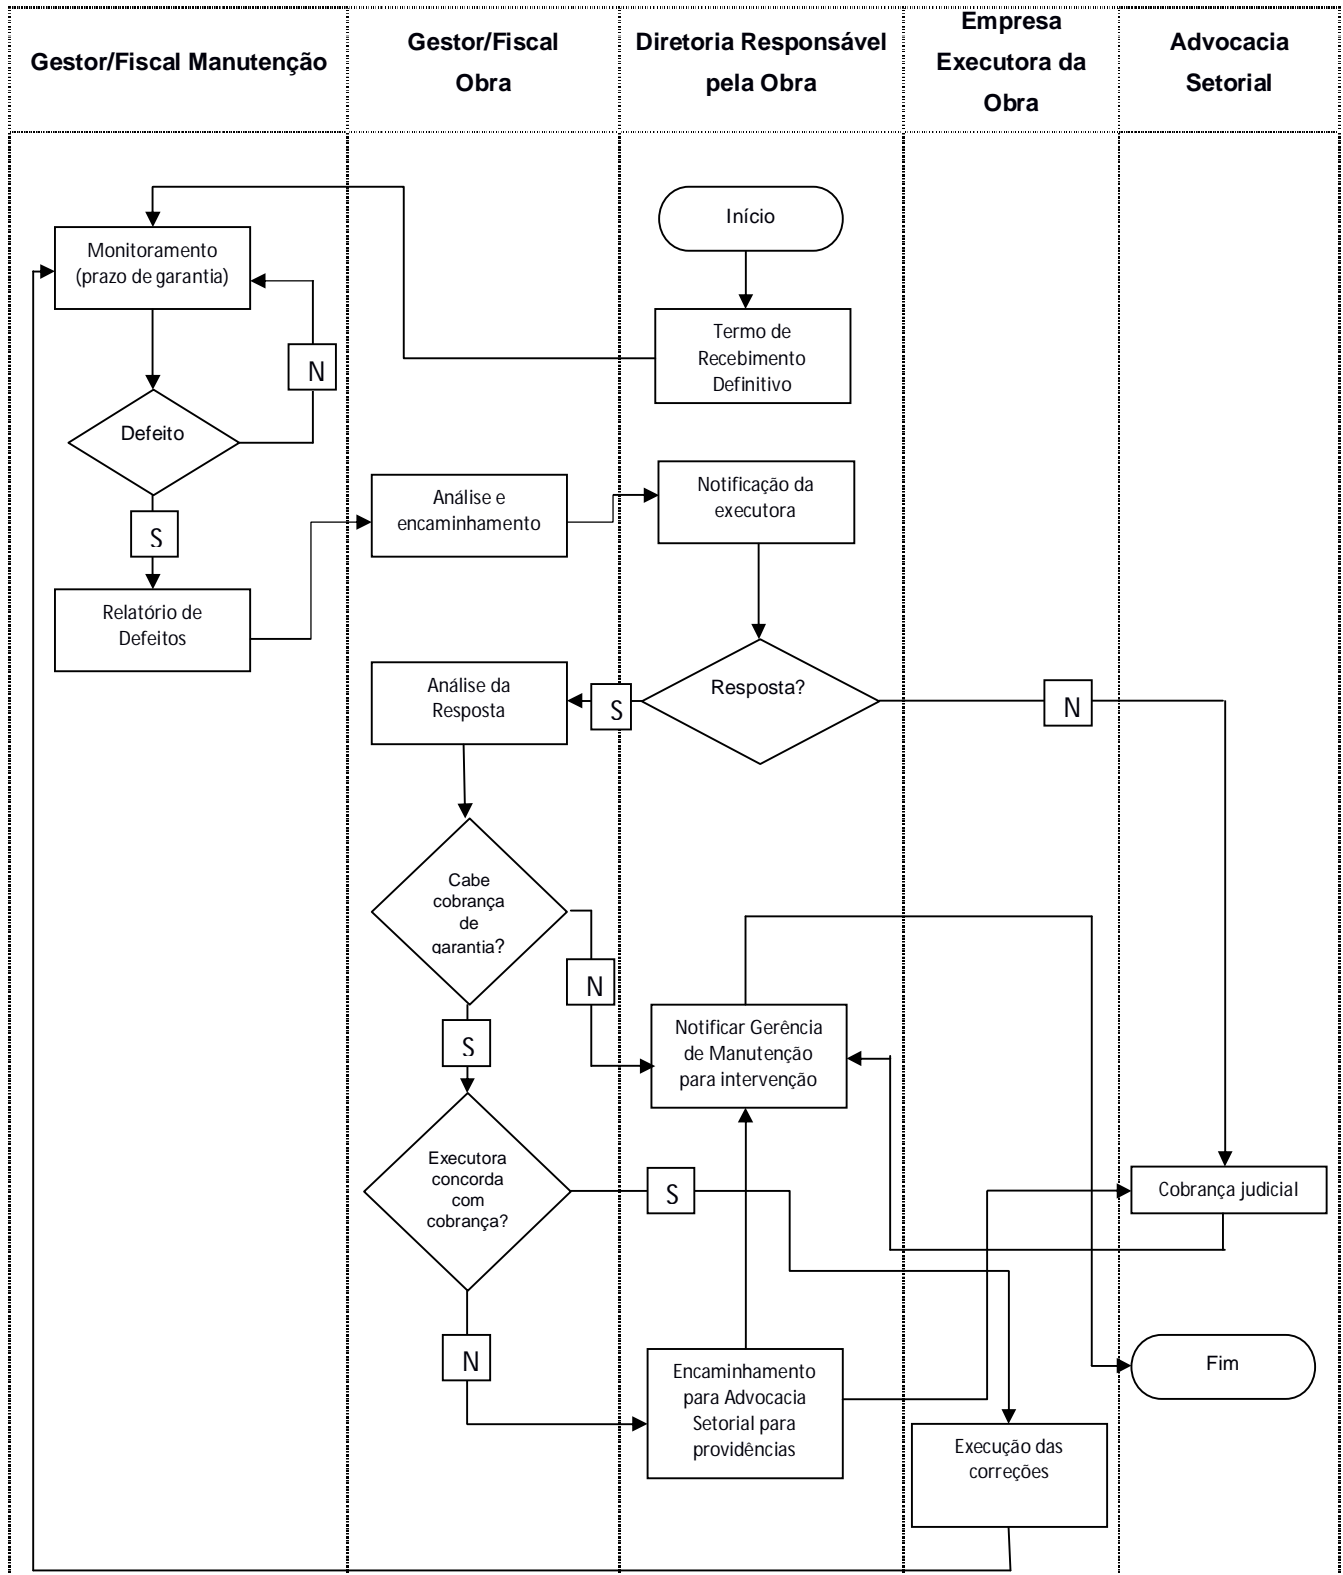 Gestor/Fiscal Manutenção
Gestor/Fiscal
Obra
Diretoria Responsável
pela Obra
Empresa
Executora da
Obra
Advocacia
Setorial
Início
Monitoramento
(prazo de garantia)
Termo de
Recebimento
Definitivo
N
Defeito
Análise e
encaminhamento
Notificação da
executora
S
Relatório de
Defeitos
Análise da
Resposta
S
Resposta?
N
Cabe
cobrança
de
garantia?
N
S
Notificar Gerência
de Manutenção
para intervenção
Executora
concorda
com
cobrança?
S
Cobrança judicial
N
Encaminhamento
para Advocacia
Setorial para
providências
Fim
Execução das
correções